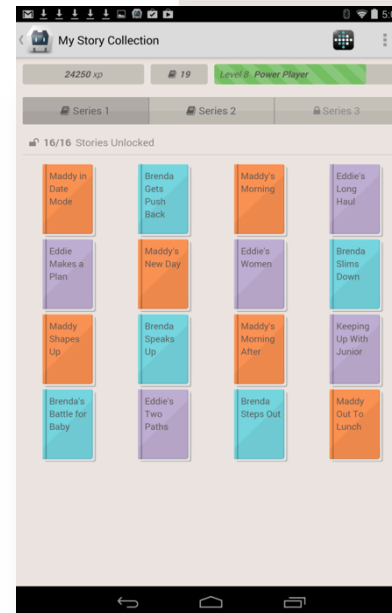 5:0
My Story Collection
24250 xp
19
Level 8 Power Player
Series 1
Series 2
Series 3
16/16 Stories Unlocked
Maddy in
Date
Mode
Brenda
Gets
Push
Back
Maddy's
Morning
Eddie's
Long
Haul
Eddie
Makes a
Plan
Maddy's
New Day
Eddie's
Women
Brenda
Slims
Down
Maddy
Shapes
Up
Brenda
Speaks
Up
Maddy's
Morning
After
Keeping
Up With
Junior
Brenda's
Battle for
Baby
Eddie's
Two
Paths
Brenda
Steps Out
Maddy
Out To
Lunch